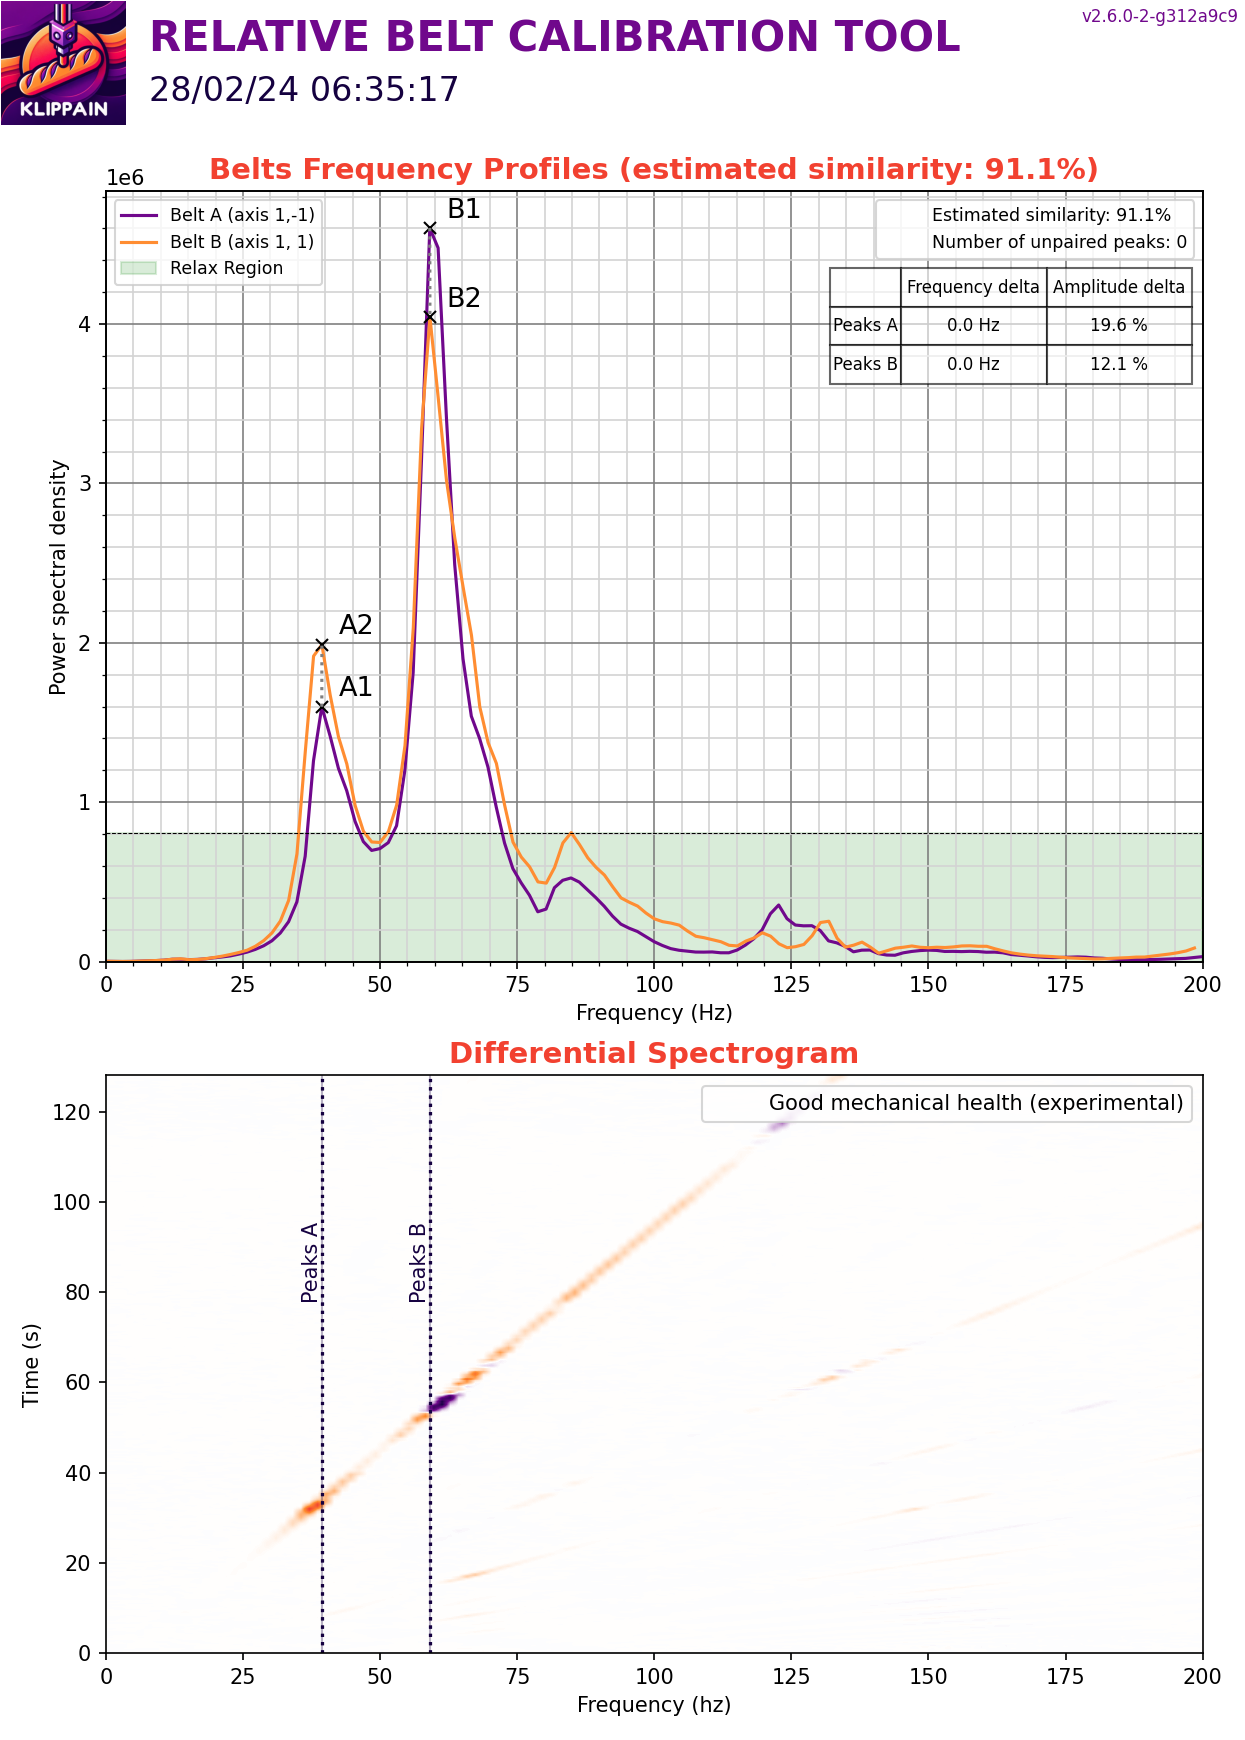 v2.6.0-2-g312a9c9
RELATIVE BELT CALIBRATION TOOL
28/02/24 06:35:17
KLIPPAIN
Belts Frequency Profiles (estimated similarity: 91.1%)
1e6
Belt A (axis 1,-1)
Belt B (axis 1, 1)
Relax Region
B1
B2
A2
A1
Estimated similarity: 91.1%
Number of unpaired peaks: 0
Frequency delta Amplitude delta
Peaks A 0.0 Hz 19.6 %
Peaks B 0.0 Hz 12.1 %
Power spectral density
4
3
2
1
0
0 25 50 75 100 125 150 175 200
Frequency (Hz)
Differential Spectrogram
Good mechanical health (experimental)
Peaks A
Peaks B
Time (s)
120
100
80
60
40
20
0
0 25 50 75 100 125 150 175 200
Frequency (hz)